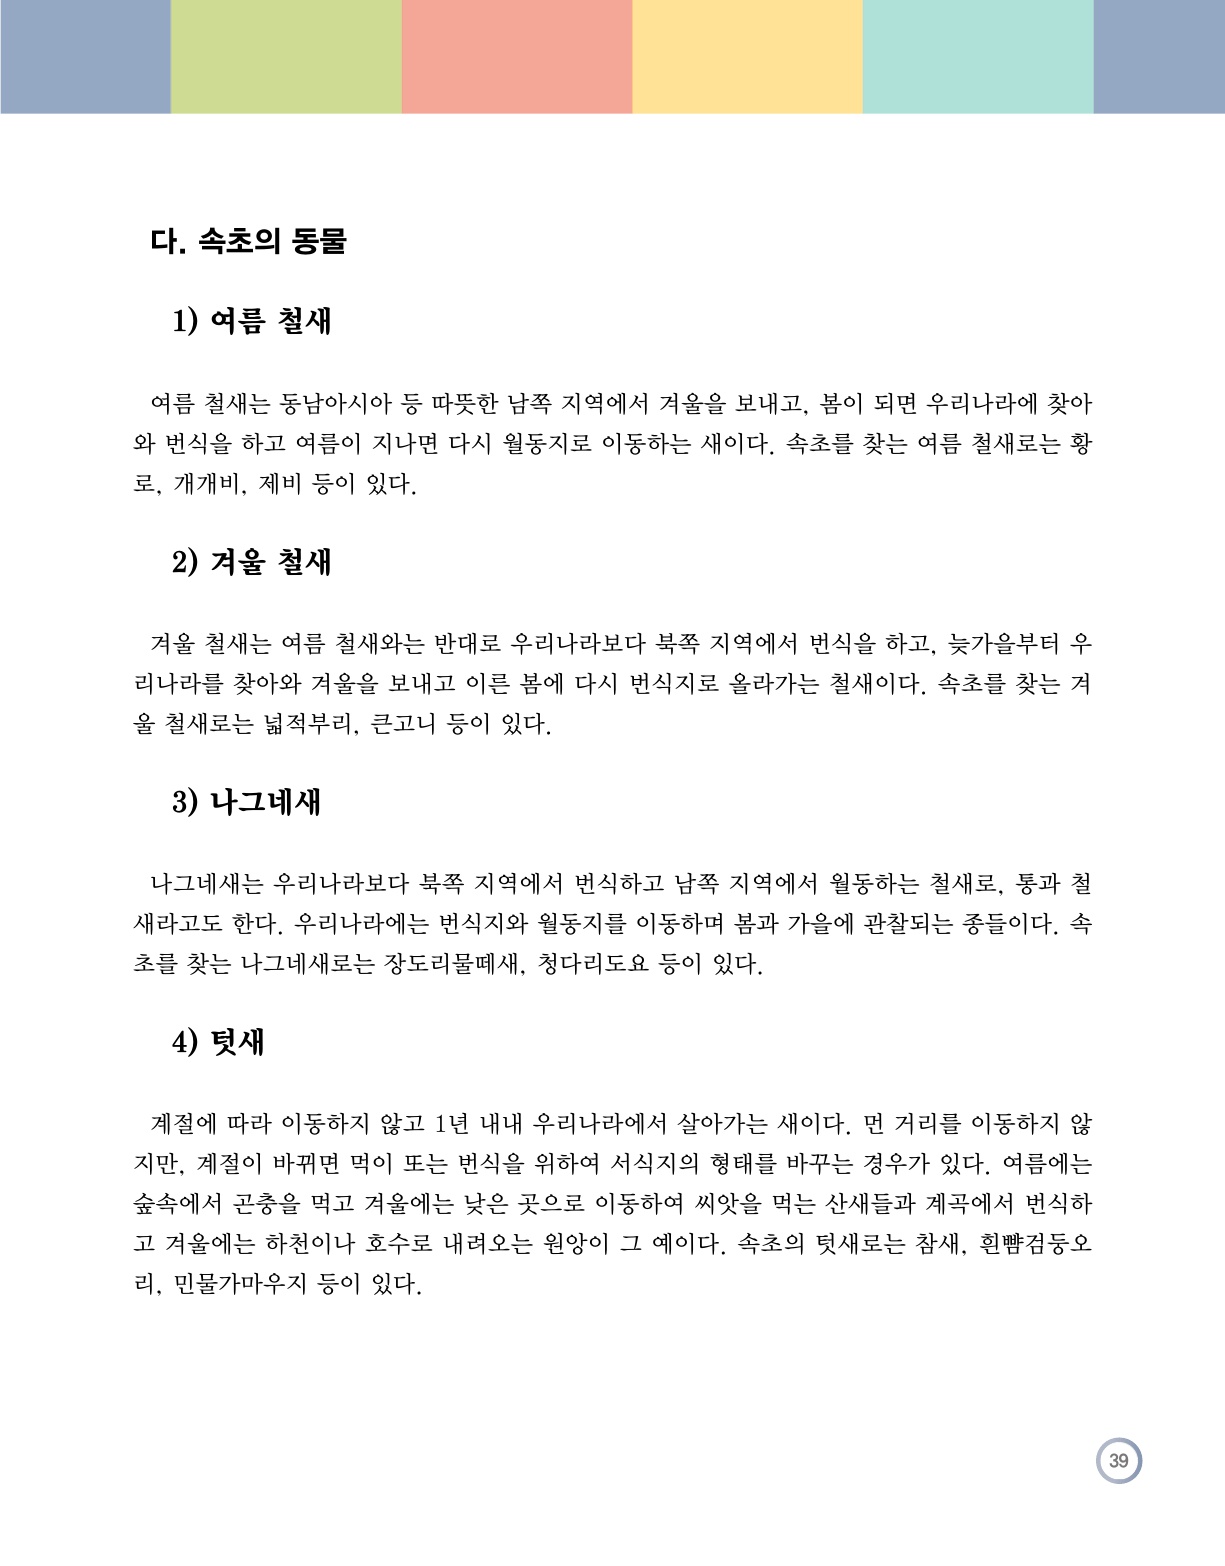 다. 속초의 동물
1) 여름 철새
여름 철새는 동남아시아 등 따뜻한 남쪽 지역에서 겨울을 보내고, 봄이 되면 우리나라에 찾아
와 번식을 하고 여름이 지나면 다시 월동지로 이동하는 새이다. 속초를 찾는 여름 철새로는 황
로, 개개비, 제비 등이 있다.
2) 겨울 철새
겨울 철새는 여름 철새와는 반대로 우리나라보다 북쪽 지역에서 번식을 하고, 늦가을부터 우
리나라를 찾아와 겨울을 보내고 이른 봄에 다시 번식지로 올라가는 철새이다. 속초를 찾는 겨
울 철새로는 넓적부리, 큰고니 등이 있다.
3) 나그네새
나그네새는 우리나라보다 북쪽 지역에서 번식하고 남쪽 지역에서 월동하는 철새로, 통과 철
새라고도 한다. 우리나라에는 번식지와 월동지를 이동하며 봄과 가을에 관찰되는 종들이다. 속
초를 찾는 나그네새로는 장도리물떼새, 청다리도요 등이 있다.
4) 텃새
계절에 따라 이동하지 않고 1년 내내 우리나라에서 살아가는 새이다. 먼 거리를 이동하지 않
지만, 계절이 바뀌면 먹이 또는 번식을 위하여 서식지의 형태를 바꾸는 경우가 있다. 여름에는
숲속에서 곤충을 먹고 겨울에는 낮은 곳으로 이동하여 씨앗을 먹는 산새들과 계곡에서 번식하
고 겨울에는 하천이나 호수로 내려오는 원앙이 그 예이다. 속초의 텃새로는 참새, 흰뺨검둥오
리, 민물가마우지 등이 있다.
39